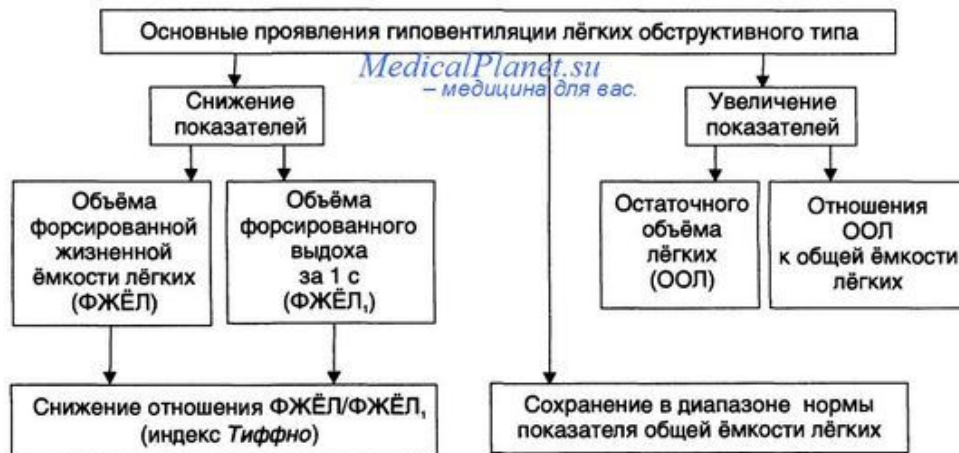 Основные проявления гиповентиляции лёгких обструктивного типа
MedicalPlanet.su
– медицина для вас.
Снижение
показателей
Увеличение
показателей
Объёма
форсированной
жизненной
ёмкости лёгких
(ФЖЁЛ)
Объёма
форсированного
выдоха
за 1 с
(ФЖЁЛ₁)
Остаточного
объёма
лёгких
(ООЛ)
Отношения
ООЛ
к общей ёмкости
лёгких
Снижение отношения ФЖЁЛ/ФЖЁЛ₁
(индекс Тиффно)
Сохранение в диапазоне нормы
показателя общей ёмкости лёгких